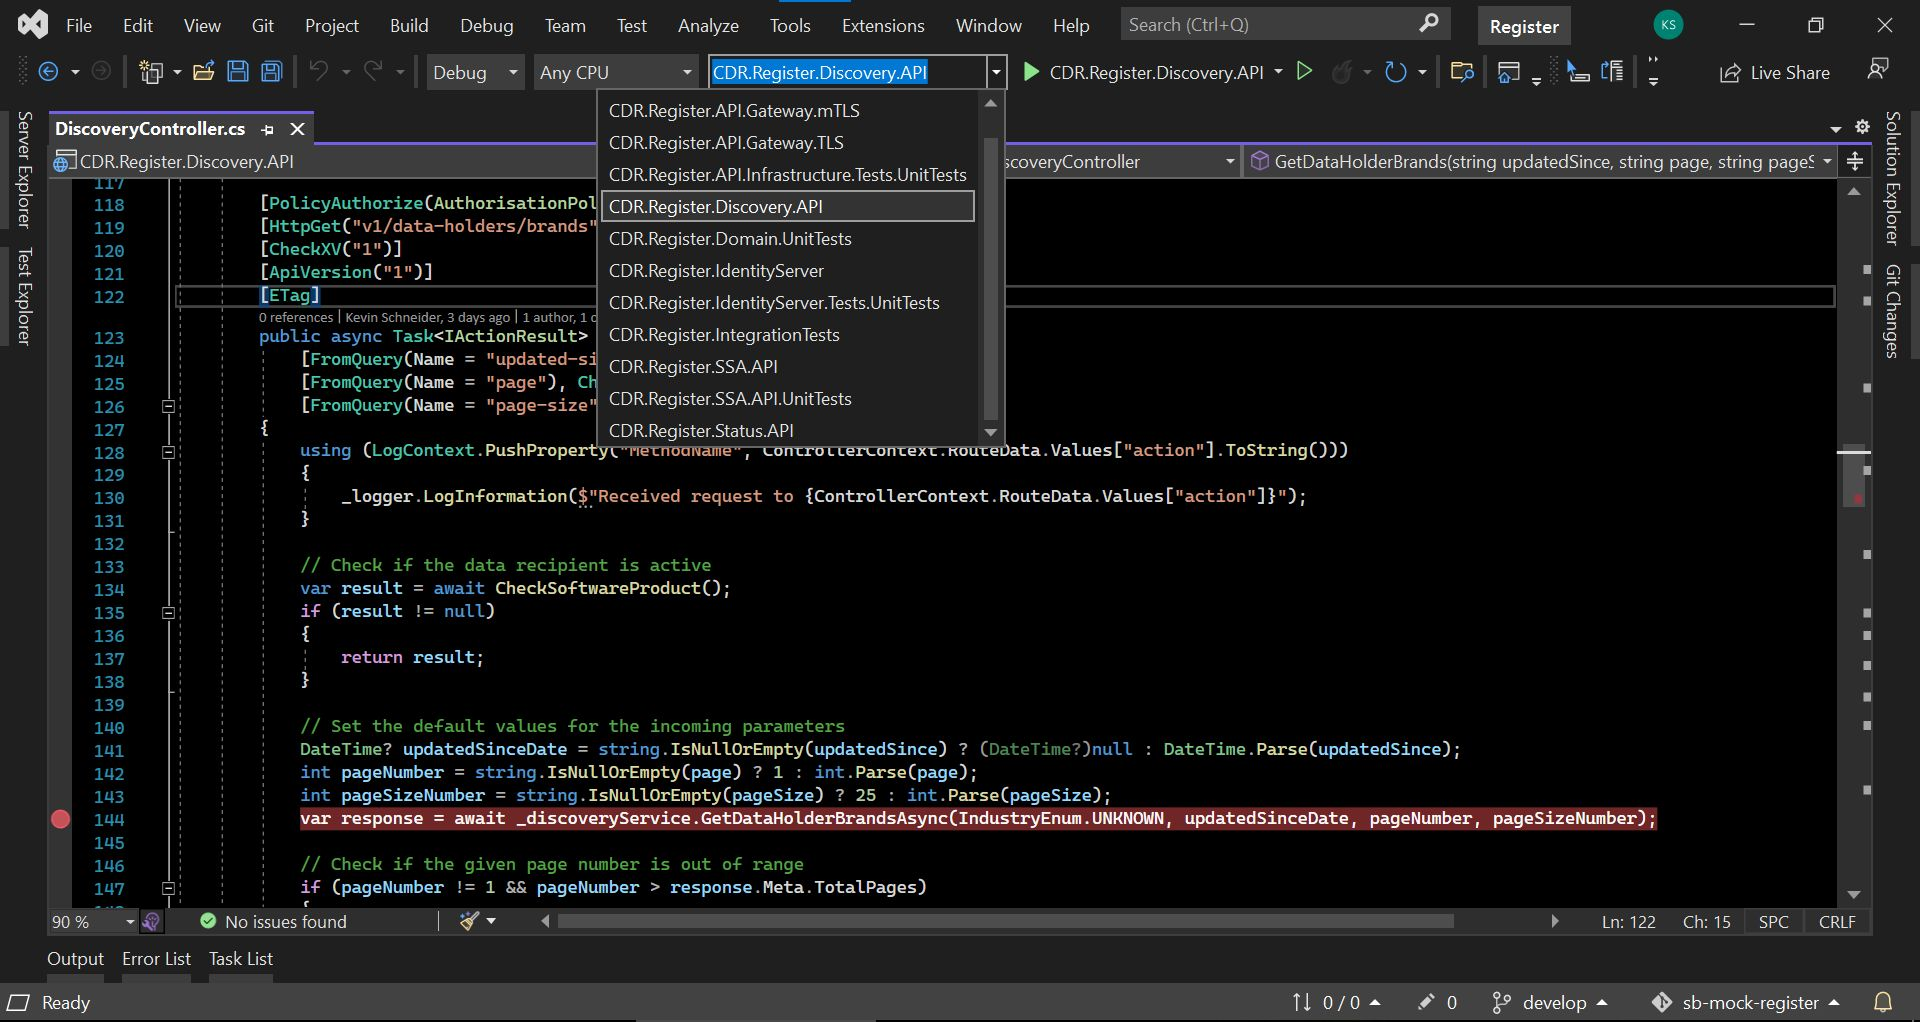 File Edit View Git Project Build Debug Team Test Analyze Tools Extensions Window Help Search (Ctrl+Q) Register KS
Debug Any CPU CDR.Register.Discovery.API CDR.Register.Discovery.API Live Share
Server Explorer
Test Explorer
DiscoveryController.cs
CDR.Register.Discovery.API
scoveryController
GetDataHolderBrands(string updatedSince, string page, string pageS
CDR.Register.API.Gateway.mTLS
CDR.Register.API.Gateway.TLS
CDR.Register.API.Infrastructure.Tests.UnitTests
CDR.Register.Discovery.API
CDR.Register.Domain.UnitTests
CDR.Register.IdentityServer
CDR.Register.IdentityServer.Tests.UnitTests
CDR.Register.IntegrationTests
CDR.Register.SSA.API
CDR.Register.SSA.API.UnitTests
CDR.Register.Status.API
117
118 [PolicyAuthorize(AuthorisationPol
119 [HttpGet("v1/data-holders/brands"
120 [CheckXV("1")]
121 [ApiVersion("1")]
122 [ETag]
0 references | Kevin Schneider, 3 days ago | 1 author, 1 c
123 public async Task<IActionResult>
124 [FromQuery(Name = "updated-si
125 [FromQuery(Name = "page"), Ch
126 [FromQuery(Name = "page-size"
127 {
128 using (LogContext.PushProperty("MethodName", ControllerContext.RouteData.Values["action"].ToString()))
129 {
130 _logger.LogInformation($"Received request to {ControllerContext.RouteData.Values["action"]}");
131 }
132
133 // Check if the data recipient is active
134 var result = await CheckSoftwareProduct();
135 if (result != null)
136 {
137 return result;
138 }
139
140 // Set the default values for the incoming parameters
141 DateTime? updatedSinceDate = string.IsNullOrEmpty(updatedSince) ? (DateTime?)null : DateTime.Parse(updatedSince);
142 int pageNumber = string.IsNullOrEmpty(page) ? 1 : int.Parse(page);
143 int pageSizeNumber = string.IsNullOrEmpty(pageSize) ? 25 : int.Parse(pageSize);
144 var response = await _discoveryService.GetDataHolderBrandsAsync(IndustryEnum.UNKNOWN, updatedSinceDate, pageNumber, pageSizeNumber);
145
146 // Check if the given page number is out of range
147 if (pageNumber != 1 && pageNumber > response.Meta.TotalPages)
Solution Explorer
Git Changes
90 % No issues found Ln: 122 Ch: 15 SPC CRLF
Output Error List Task List
Ready 0 / 0 0 develop sb-mock-register